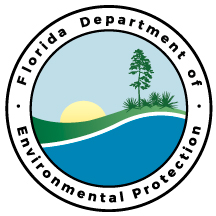 Florida Department of
Environmental Protection